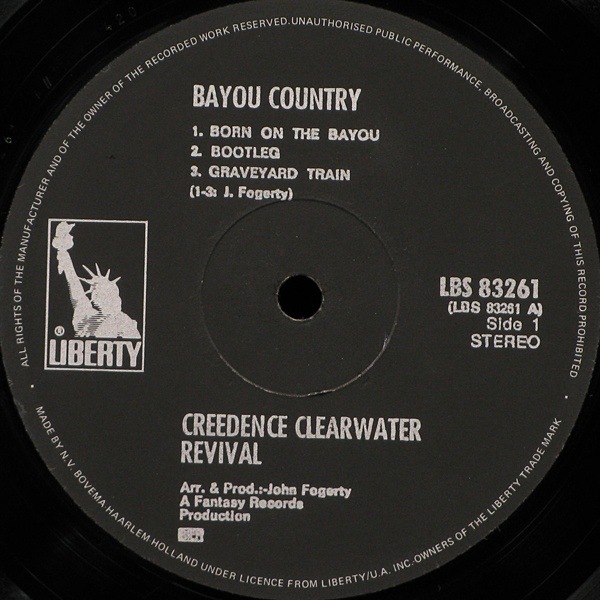 ALL RIGHTS OF THE MANUFACTURER AND OF THE OWNER OF THE RECORDED WORK RESERVED. UNAUTHORISED PUBLIC PERFORMANCE, BROADCASTING AND COPYING OF THIS RECORD PROHIBITED
BAYOU COUNTRY
1. BORN ON THE BAYOU
2. BOOTLEG
3. GRAVEYARD TRAIN
(1-3: J. Fogerty)
® LIBERTY
LBS 83261
(LBS 83261 A)
Side 1
STEREO
CREEDENCE CLEARWATER
REVIVAL
Arr. & Prod.:-John Fogerty
A Fantasy Records
Production
MADE BY N.V. BOVEMA HAARLEM HOLLAND UNDER LICENCE FROM LIBERTY/U.A. INC. OWNERS OF THE LIBERTY TRADE MARK